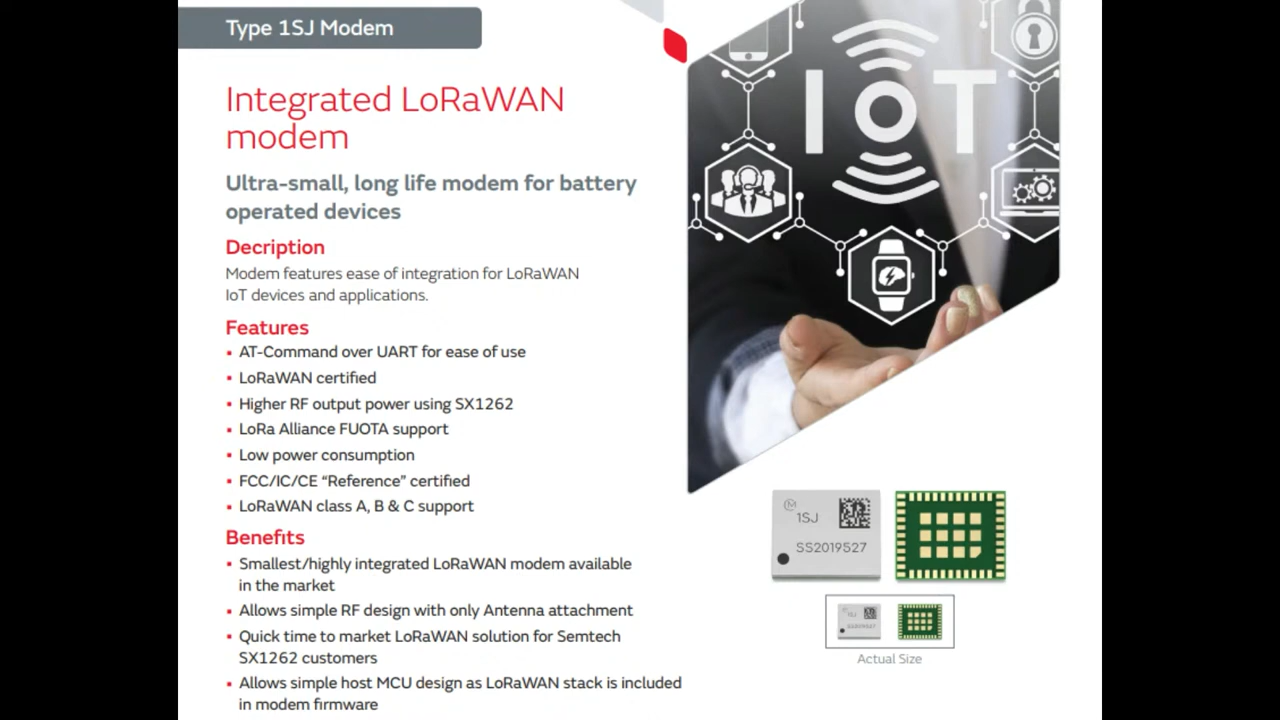 Type 1SJ Modem
Integrated LoRaWAN
modem
Ultra-small, long life modem for battery
operated devices
Decription
Modem features ease of integration for LoRaWAN
IoT devices and applications.
Features
▪ AT-Command over UART for ease of use
▪ LoRaWAN certified
▪ Higher RF output power using SX1262
▪ LoRa Alliance FUOTA support
▪ Low power consumption
▪ FCC/IC/CE “Reference” certified
▪ LoRaWAN class A, B & C support
Benefits
▪ Smallest/highly integrated LoRaWAN modem available
in the market
▪ Allows simple RF design with only Antenna attachment
▪ Quick time to market LoRaWAN solution for Semtech
SX1262 customers
▪ Allows simple host MCU design as LoRaWAN stack is included
in modem firmware
IoT
M
1SJ
SS2019527
1SJ
SS2019527
Actual Size